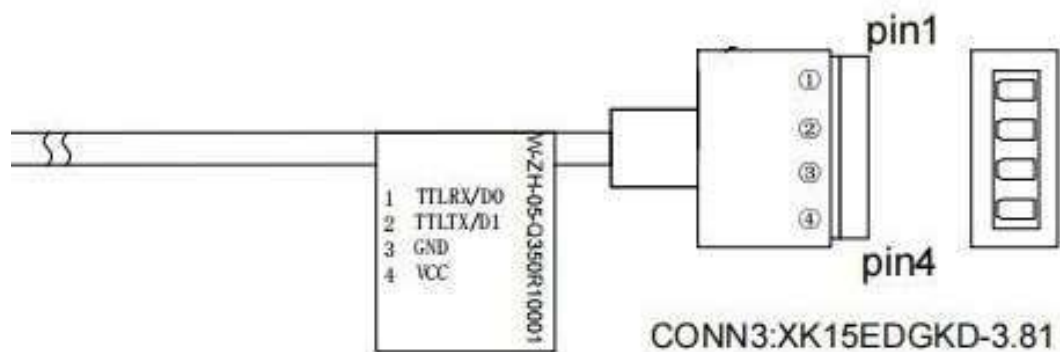 pin1
①
②
③
④
W-ZH-05-Q350R10001
1 TTLRX/D0
2 TTLTX/D1
3 GND
4 VCC
pin4
CONN3:XK15EDGKD-3.81